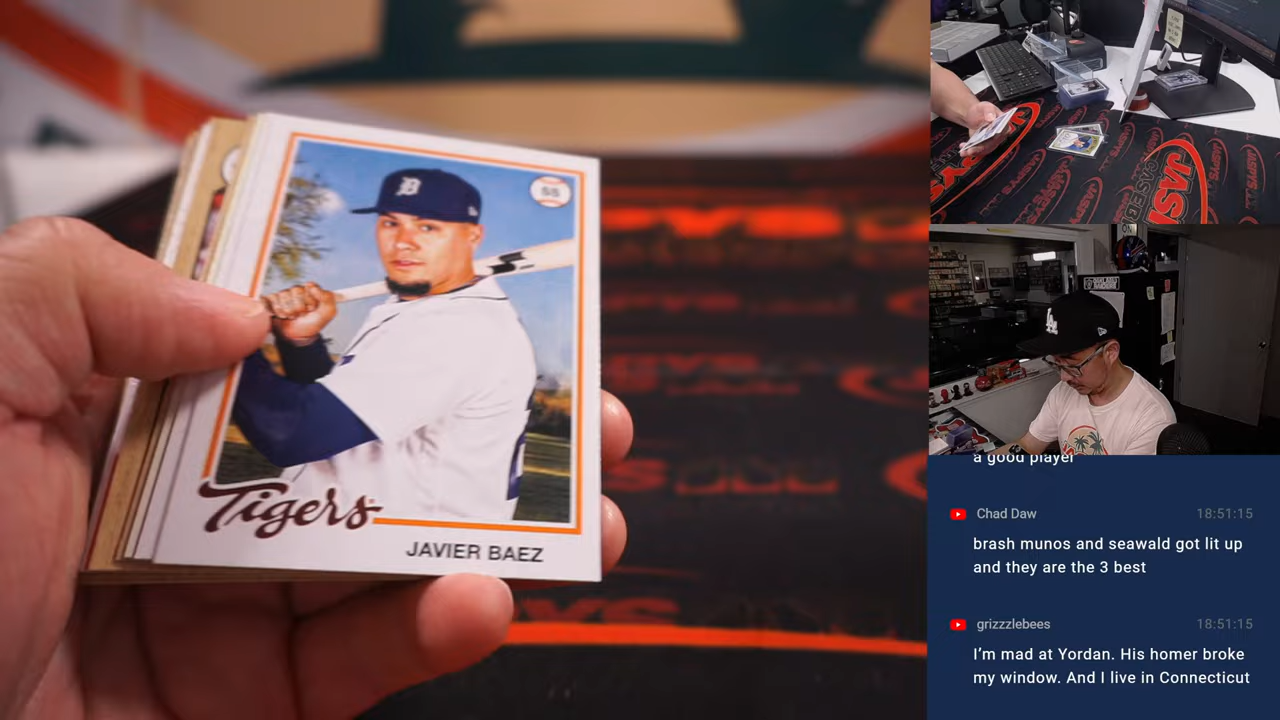 SS
Tigers
JAVIER BAEZ
a good player
Chad Daw
18:51:15
brash munos and seawald got lit up
and they are the 3 best
grizzzlebees
18:51:15
I'm mad at Yordan. His homer broke
my window. And I live in Connecticut